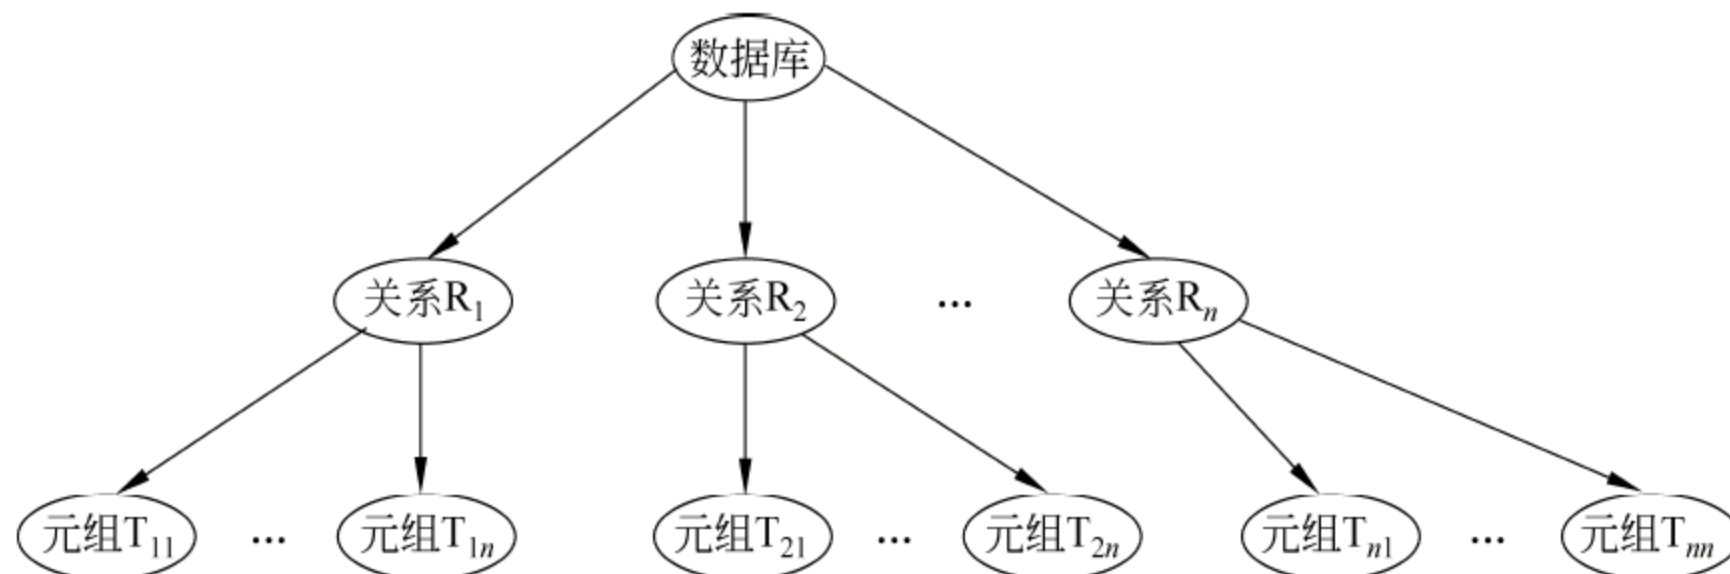 数据库
关系R1 关系R2 ... 关系Rn
元组T11 ... 元组T1n 元组T21 ... 元组T2n 元组Tn1 ... 元组Tnn